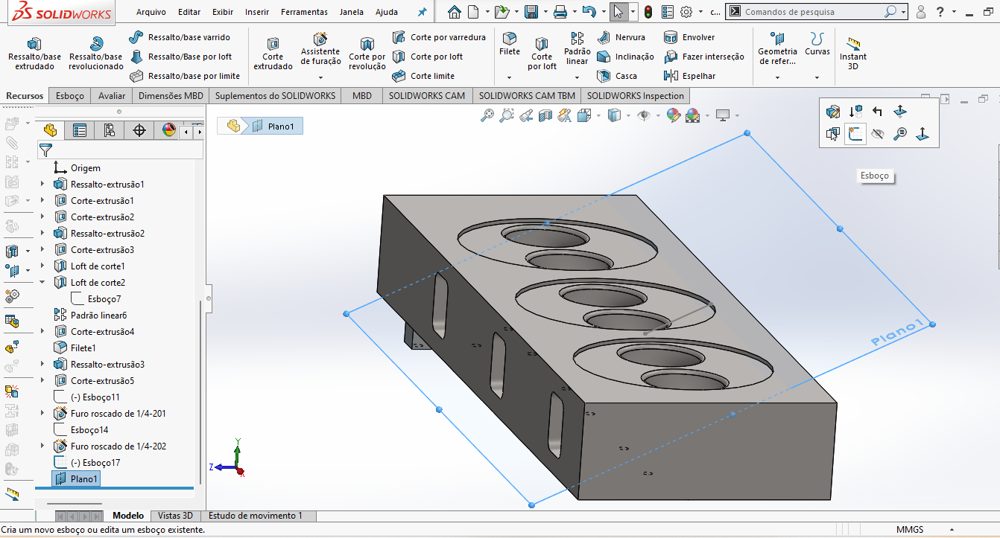 SOLIDWORKS
Arquivo Editar Exibir Inserir Ferramentas Janela Ajuda
c...
Comandos de pesquisa
?
Ressalto/base extrudado
Ressalto/base revolucionado
Ressalto/base varrido
Ressalto/Base por loft
Ressalto/base por limite
Corte extrudado
Assistente de furação
Corte por revolução
Corte por varredura
Corte por loft
Corte limite
Filete
Corte por loft
Padrão linear
Nervura
Inclinação
Casca
Envolver
Fazer interseção
Espelhar
Geometria de refer...
Curvas
Instant 3D
Recursos Esboço Avaliar Dimensões MBD Suplementos do SOLIDWORKS MBD SOLIDWORKS CAM SOLIDWORKS CAM TBM SOLIDWORKS Inspection
Plano1
Esboço
Origem
Ressalto-extrusão1
Corte-extrusão1
Corte-extrusão2
Ressalto-extrusão2
Corte-extrusão3
Loft de corte1
Loft de corte2
Esboço7
Padrão linear6
Corte-extrusão4
Filete1
Ressalto-extrusão3
Corte-extrusão5
(-) Esboço11
Furo roscado de 1/4-201
Esboço14
Furo roscado de 1/4-202
(-) Esboço17
Plano1
Plano1
Y
Z
X
Modelo Vistas 3D Estudo de movimento 1
Cria um novo esboço ou edita um esboço existente.
MMGS